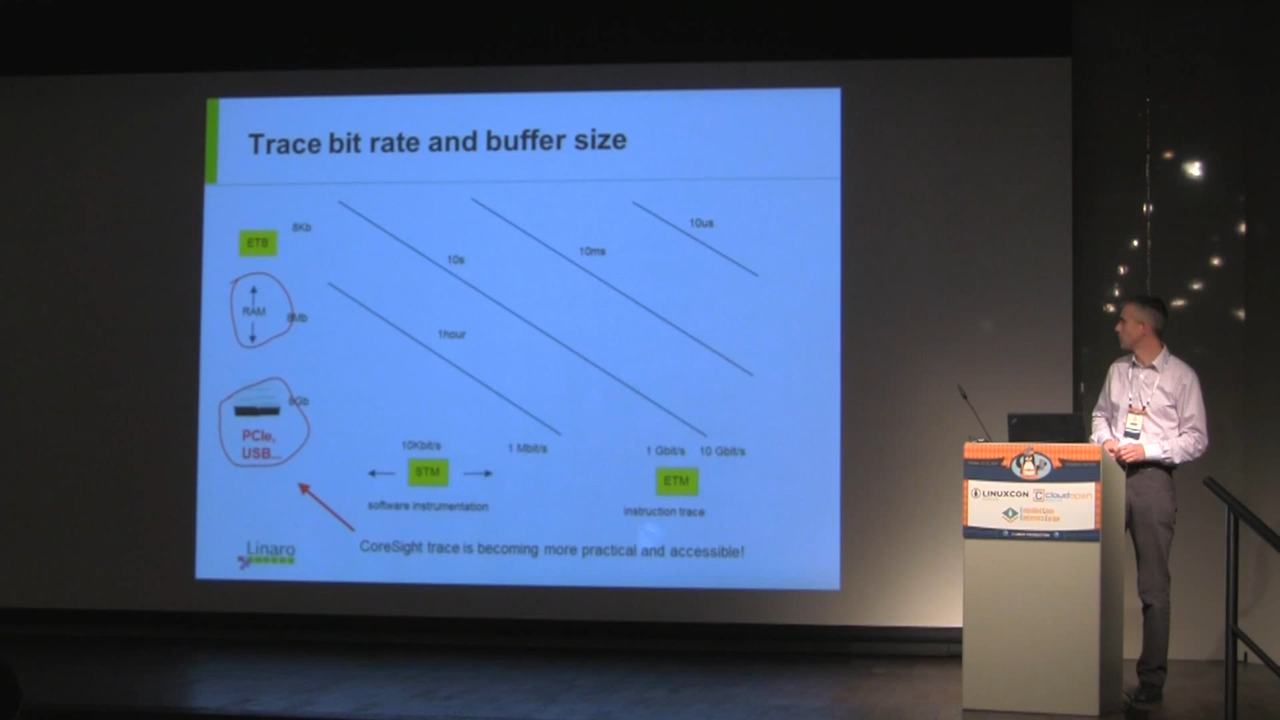 Trace bit rate and buffer size
8Kb
ETB
10us
10ms
10s
RAM
8Mb
1hour
8Gb
PCIe,
USB...
10Kbit/s
1 Mbit/s
1 Gbit/s
10 Gbit/s
STM
ETM
software instrumentation
instruction trace
CoreSight trace is becoming more practical and accessible!
Linaro
LINUXCON
cloudopen